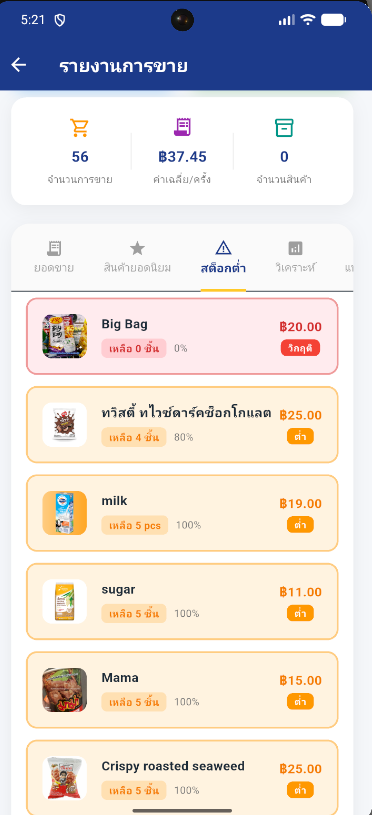 5:21
รายงานการขาย
56
฿37.45
0
จำนวนการขาย
ค่าเฉลี่ย/ครั้ง
จำนวนสินค้า
ยอดขาย
สินค้ายอดนิยม
สต็อกต่ำ
วิเคราะห์
Big Bag
฿20.00
เหลือ 0 ชิ้น
0%
วิกฤติ
ทวิสตี้ ทไวซ์ดาร์คช็อกโกแลต
฿25.00
เหลือ 4 ชิ้น
80%
ต่ำ
milk
฿19.00
เหลือ 5 pcs
100%
ต่ำ
sugar
฿11.00
เหลือ 5 ชิ้น
100%
ต่ำ
Mama
฿15.00
เหลือ 5 ชิ้น
100%
ต่ำ
Crispy roasted seaweed
฿25.00
เหลือ 5 ชิ้น
100%
ต่ำ